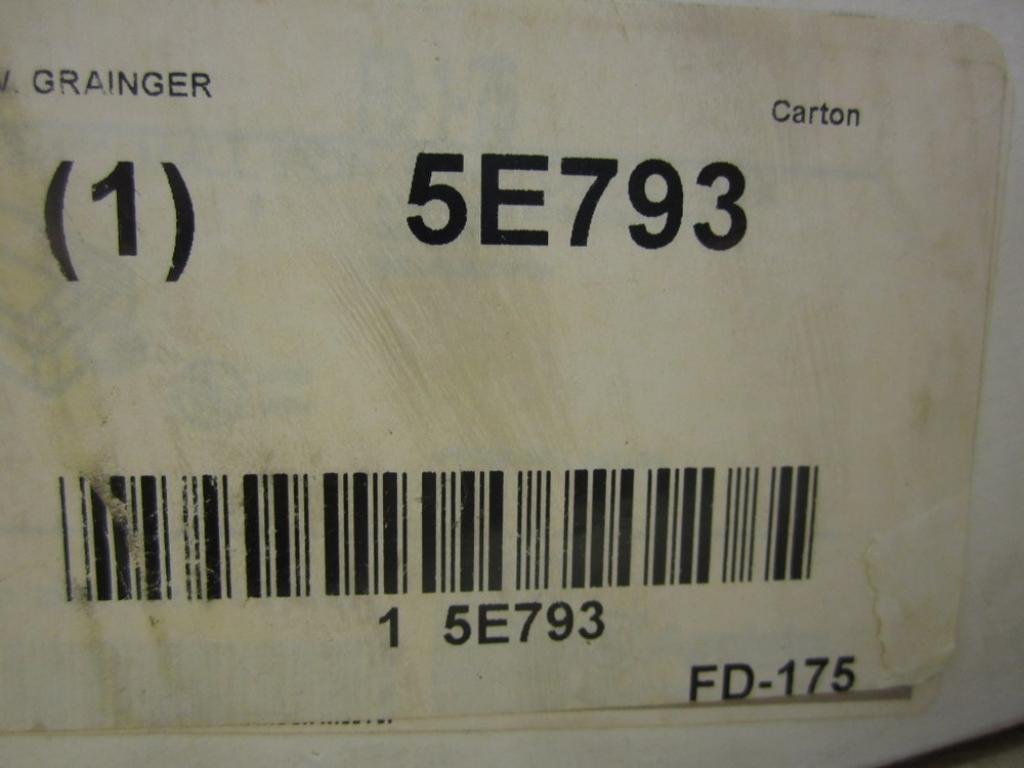 . GRAINGER
Carton
(1) 5E793
1 5E793
FD-175